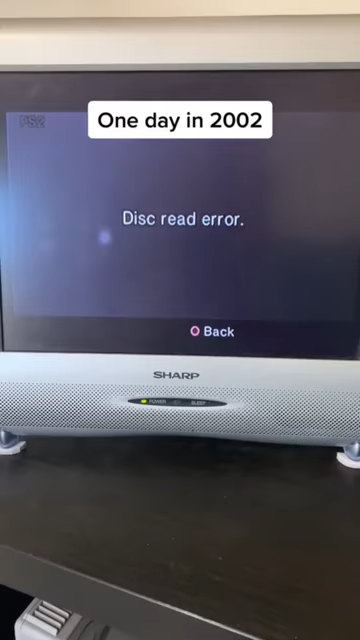 One day in 2002
PS2
Disc read error.
Back
SHARP
POWER
SLEEP